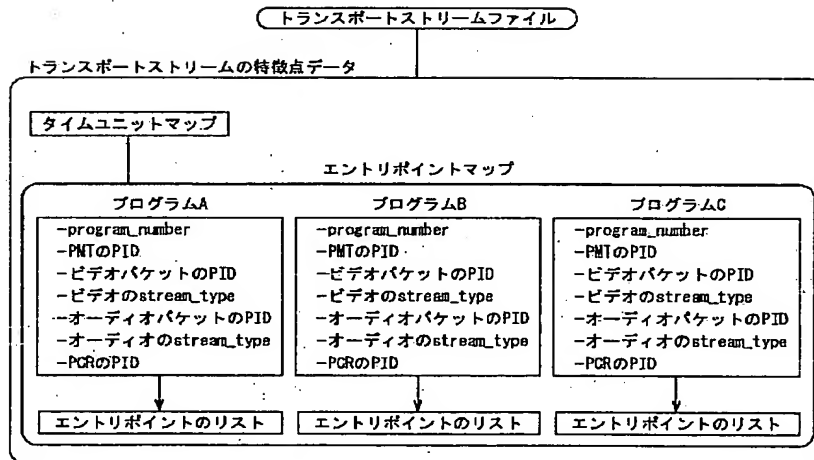 トランスポートストリームファイル
トランスポートストリームの特徴点データ
タイムユニットマップ
エントリポイントマップ
プログラムA
-program_number
-PMTのPID
-ビデオパケットのPID
-ビデオのstream_type
-オーディオパケットのPID
-オーディオのstream_type
-PCRのPID
エントリポイントのリスト
プログラムB
-program_number
-PMTのPID
-ビデオパケットのPID
-ビデオのstream_type
-オーディオパケットのPID
-オーディオのstream_type
-PCRのPID
エントリポイントのリスト
プログラムC
-program_number
-PMTのPID
-ビデオパケットのPID
-ビデオのstream_type
-オーディオパケットのPID
-オーディオのstream_type
-PCRのPID
エントリポイントのリスト